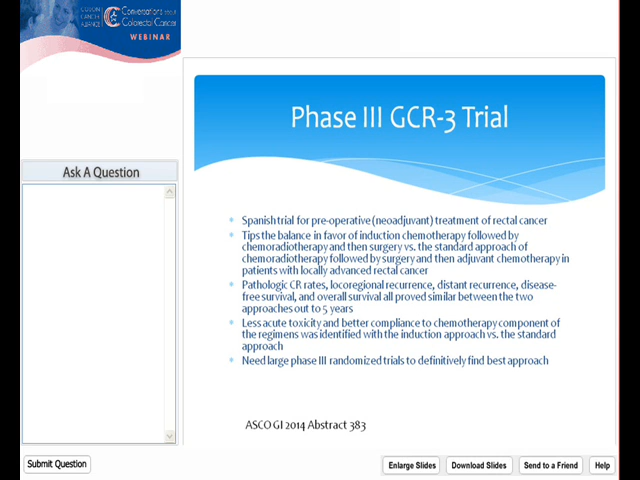 COLON
CANCER
ALLIANCE
Conversations about
Colorectal Cancer
WEBINAR
Phase III GCR-3 Trial
Ask A Question
Spanish trial for pre-operative (neoadjuvant) treatment of rectal cancer
Tips the balance in favor of induction chemotherapy followed by
chemoradiotherapy and then surgery vs. the standard approach of
chemoradiotherapy followed by surgery and then adjuvant chemotherapy in
patients with locally advanced rectal cancer
Pathologic CR rates, locoregional recurrence, distant recurrence, disease-
free survival, and overall survival all proved similar between the two
approaches out to 5 years
Less acute toxicity and better compliance to chemotherapy component of
the regimens was identified with the induction approach vs. the standard
approach
Need large phase III randomized trials to definitively find best approach
ASCO GI 2014 Abstract 383
Submit Question
Enlarge Slides
Download Slides
Send to a Friend
Help